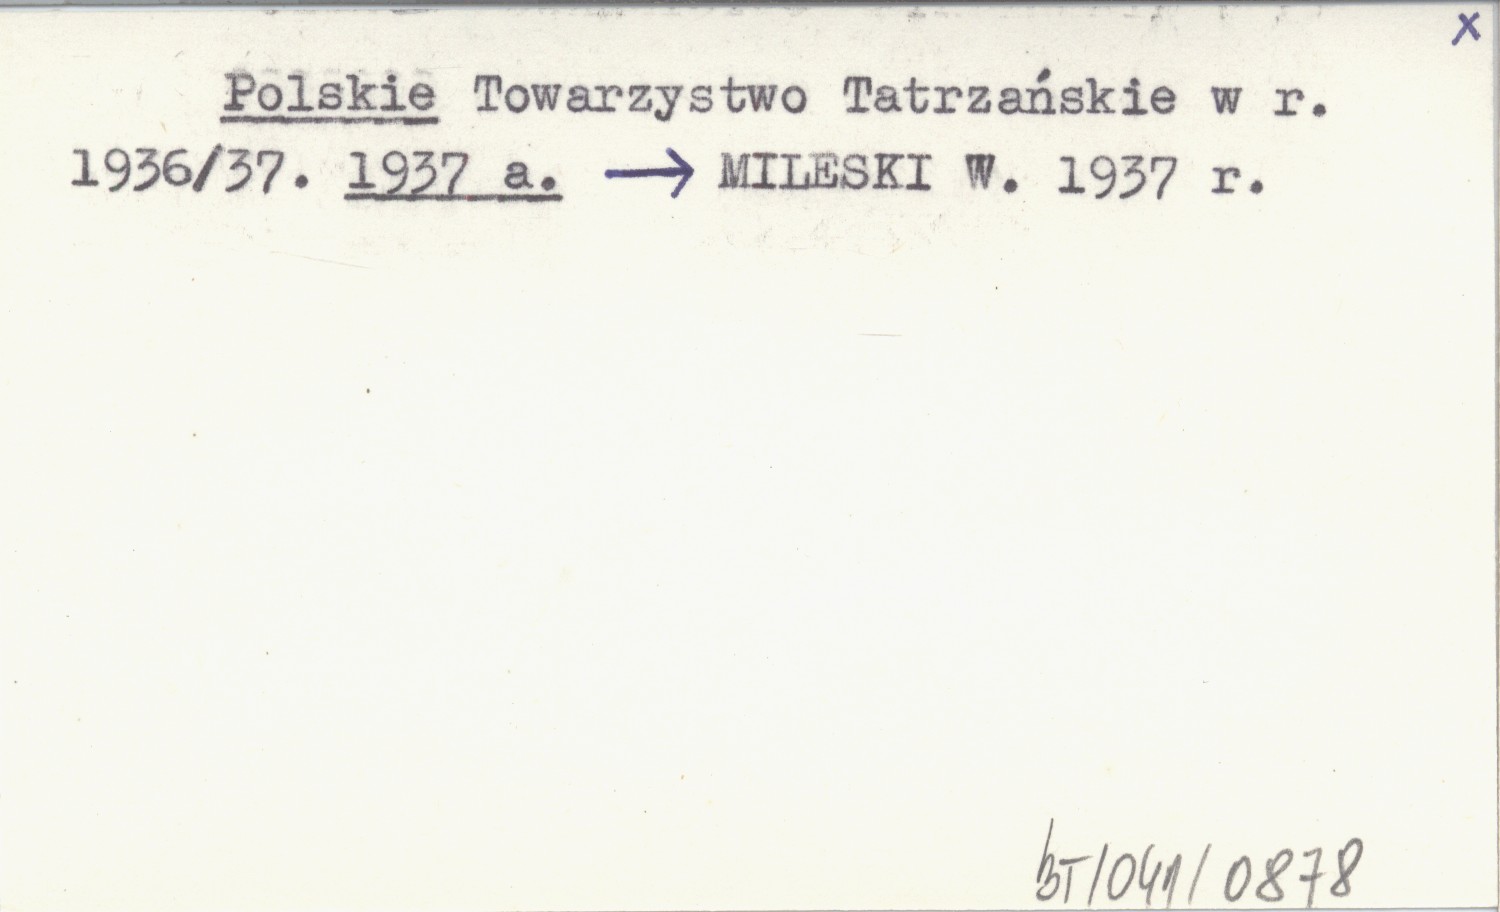 x
Polskie Towarzystwo Tatrzańskie w r.
1936/37. 1937 a. → MILESKI W. 1937 r.
BT/041/0878